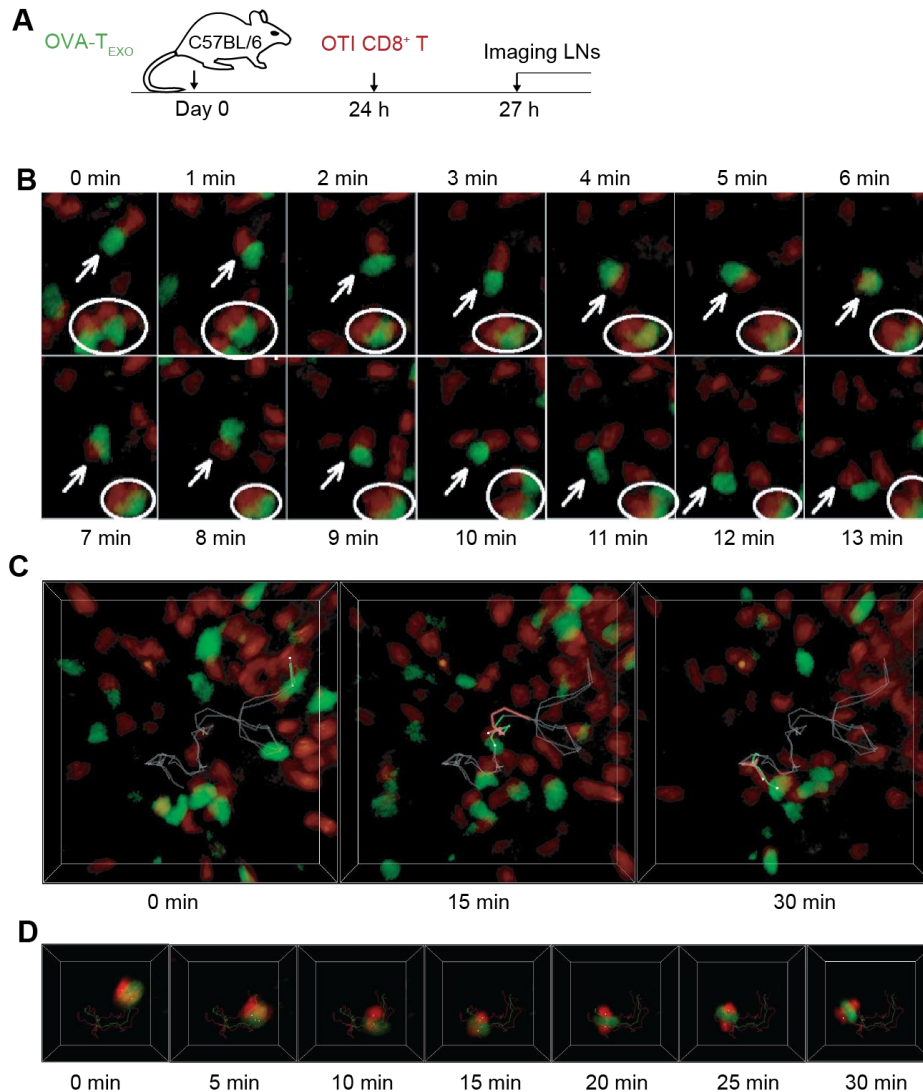 A
OVA-T_EXO
C57BL/6
OTI CD8⁺ T
Imaging LNs
Day 0
24 h
27 h
B
0 min
1 min
2 min
3 min
4 min
5 min
6 min
7 min
8 min
9 min
10 min
11 min
12 min
13 min
C
0 min
15 min
30 min
D
0 min
5 min
10 min
15 min
20 min
25 min
30 min